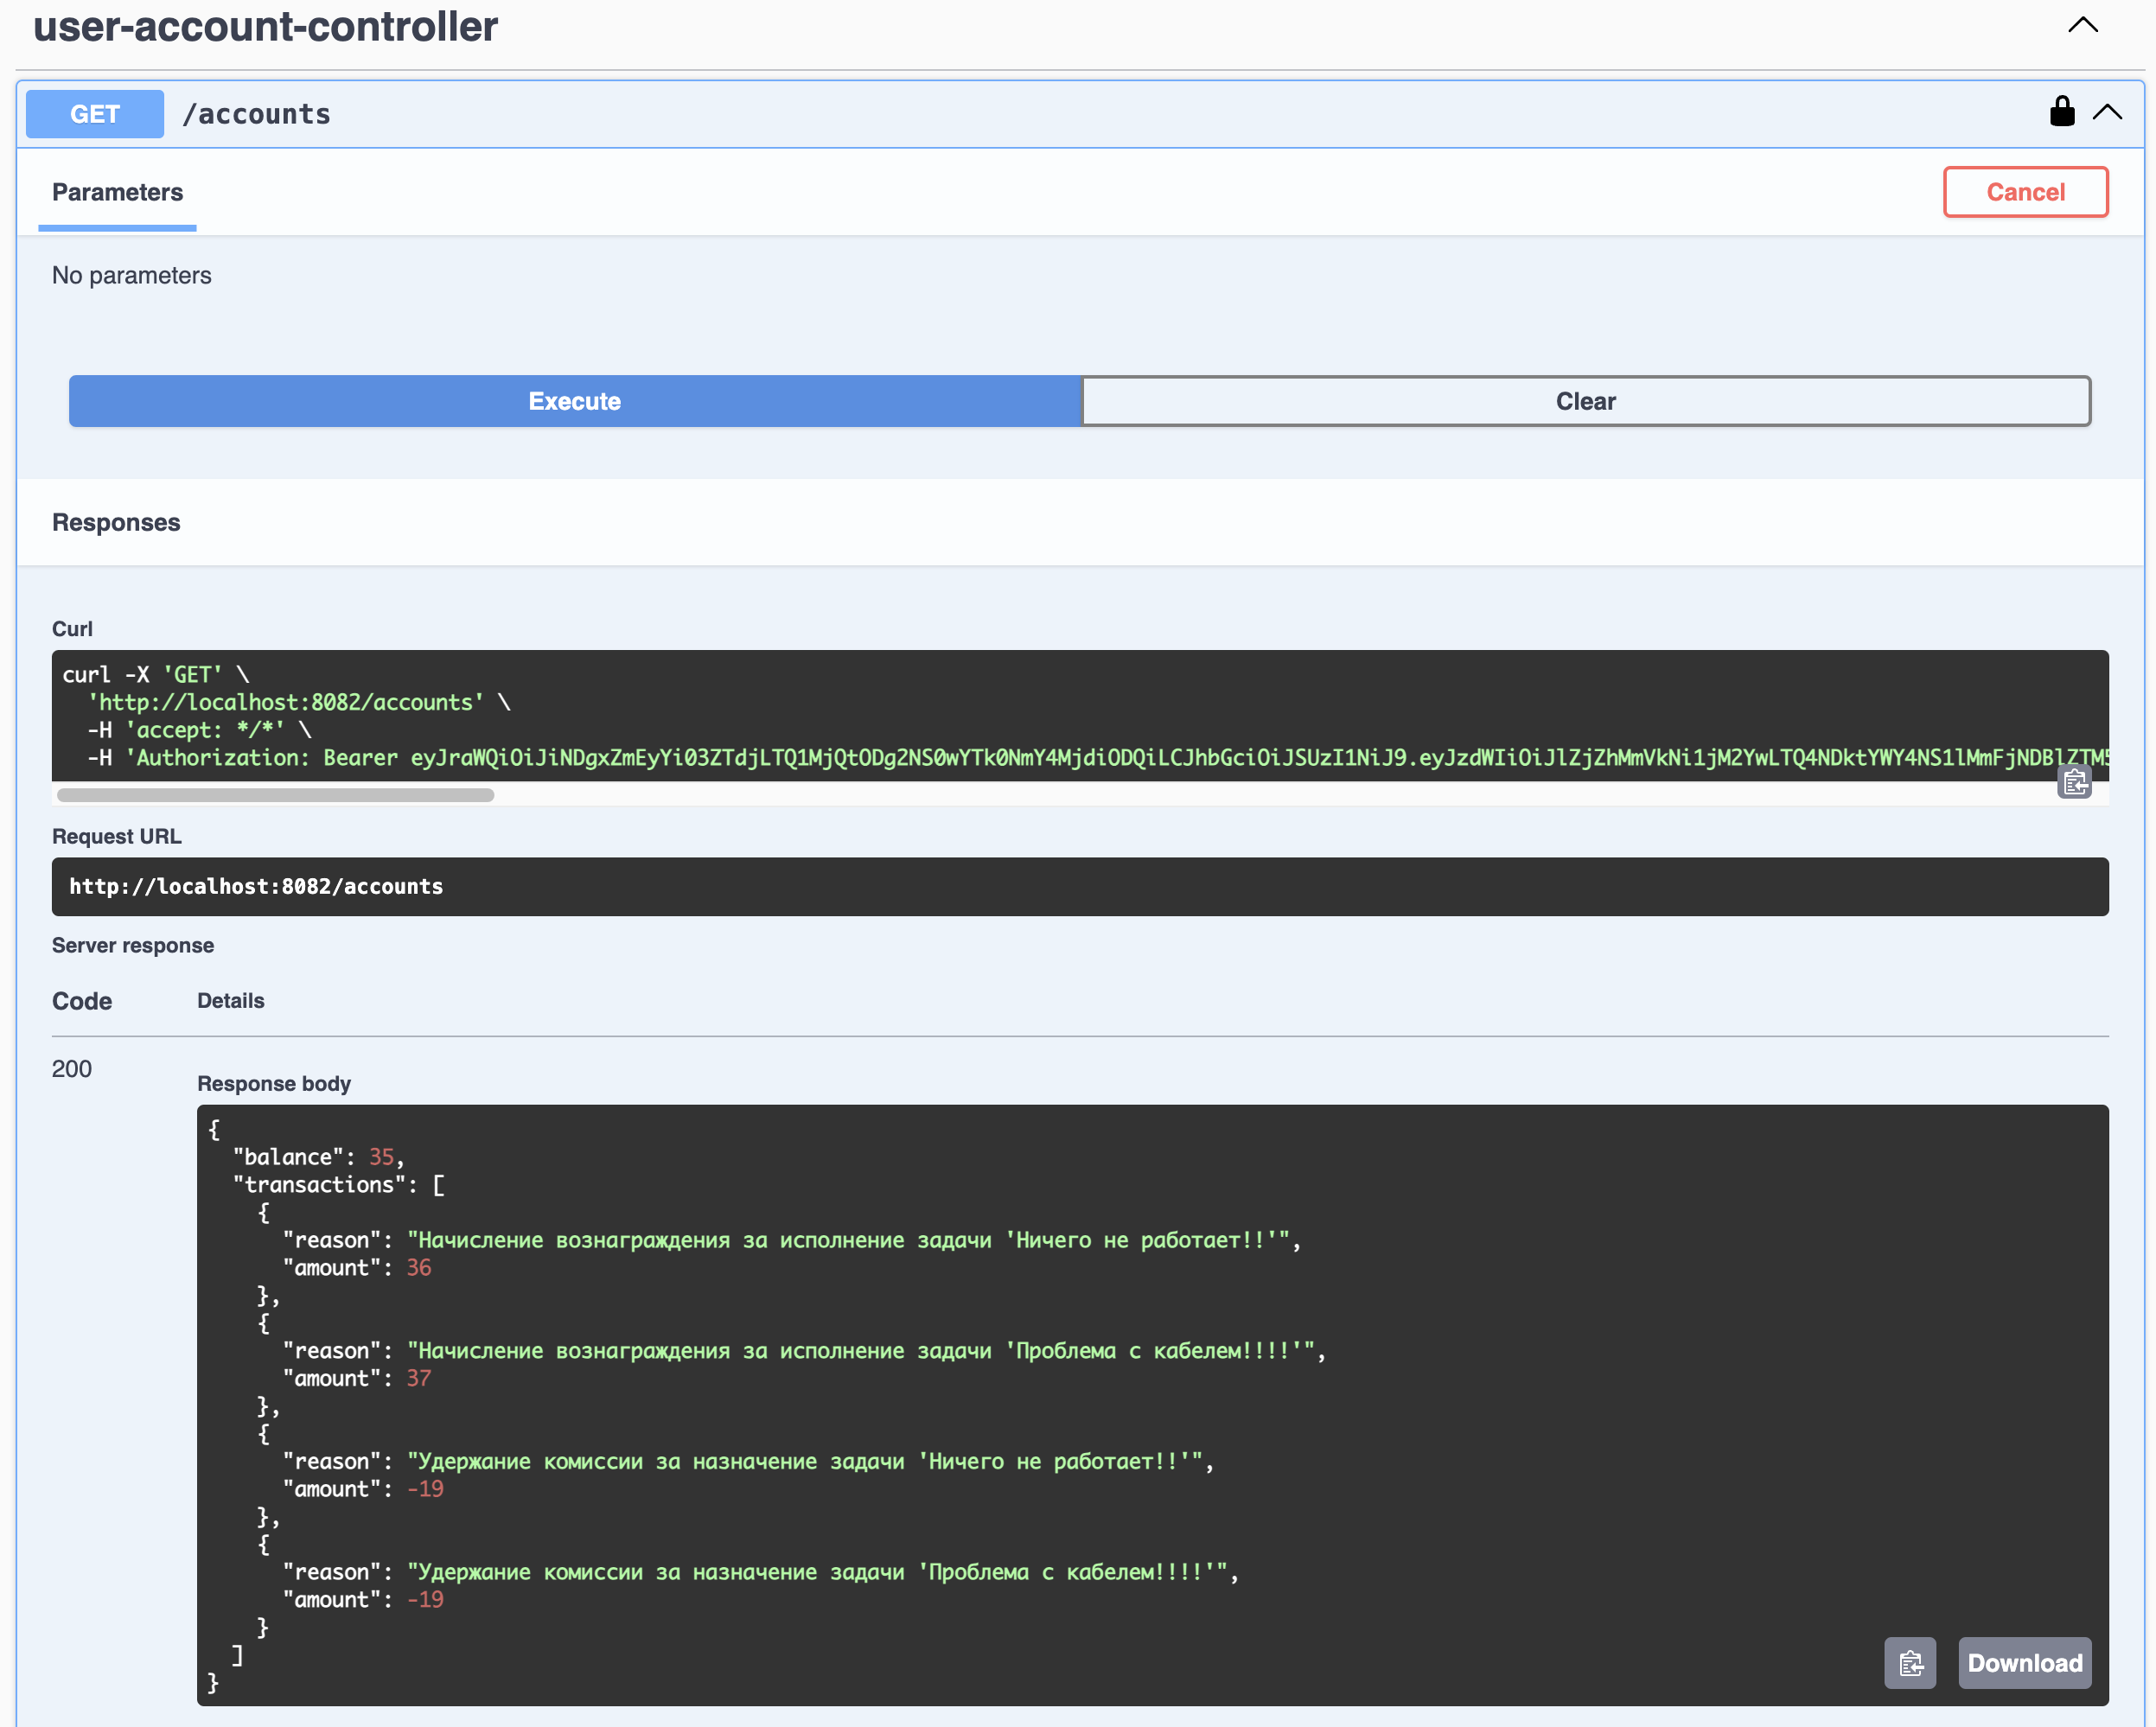 user-account-controller
GET /accounts
Parameters
Cancel
No parameters
Execute
Clear
Responses
Curl
curl -X 'GET' \
'http://localhost:8082/accounts' \
-H 'accept: */*' \
-H 'Authorization: Bearer eyJraWQiOiJiNDgxZmEyYi03ZTdjLTQ1MjQtODg2NS0wYTk0NmY4MjdiODQiLCJhbGciOiJSUzI1NiJ9.eyJzdWIiOiJlZjZhMmVkNi1jM2YwLTQ4NDktYWY4NS1lMmFjNDBlZTM5
Request URL
http://localhost:8082/accounts
Server response
Code Details
200
Response body
{
"balance": 35,
"transactions": [
{
"reason": "Начисление вознаграждения за исполнение задачи 'Ничего не работает!!'",
"amount": 36
},
{
"reason": "Начисление вознаграждения за исполнение задачи 'Проблема с кабелем!!!!'",
"amount": 37
},
{
"reason": "Удержание комиссии за назначение задачи 'Ничего не работает!!'",
"amount": -19
},
{
"reason": "Удержание комиссии за назначение задачи 'Проблема с кабелем!!!!'",
"amount": -19
}
]
}
Download